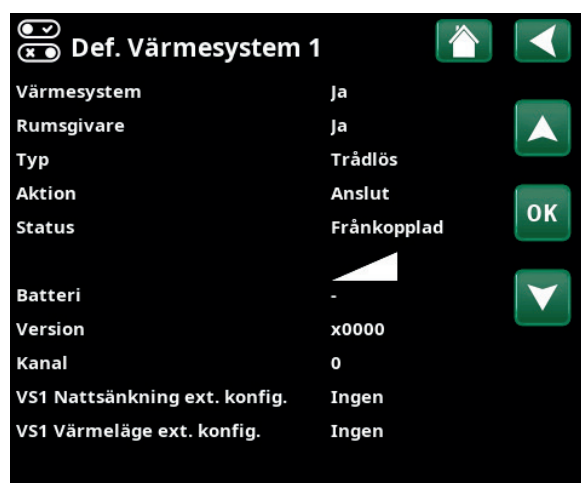 Def. Värmesystem 1
Värmesystem Ja
Rumsgivare Ja
Typ Trådlös
Aktion Anslut
OK
Status Frånkopplad
Batteri -
Version x0000
Kanal 0
VS1 Nattsänkning ext. konfig. Ingen
VS1 Värmeläge ext. konfig. Ingen